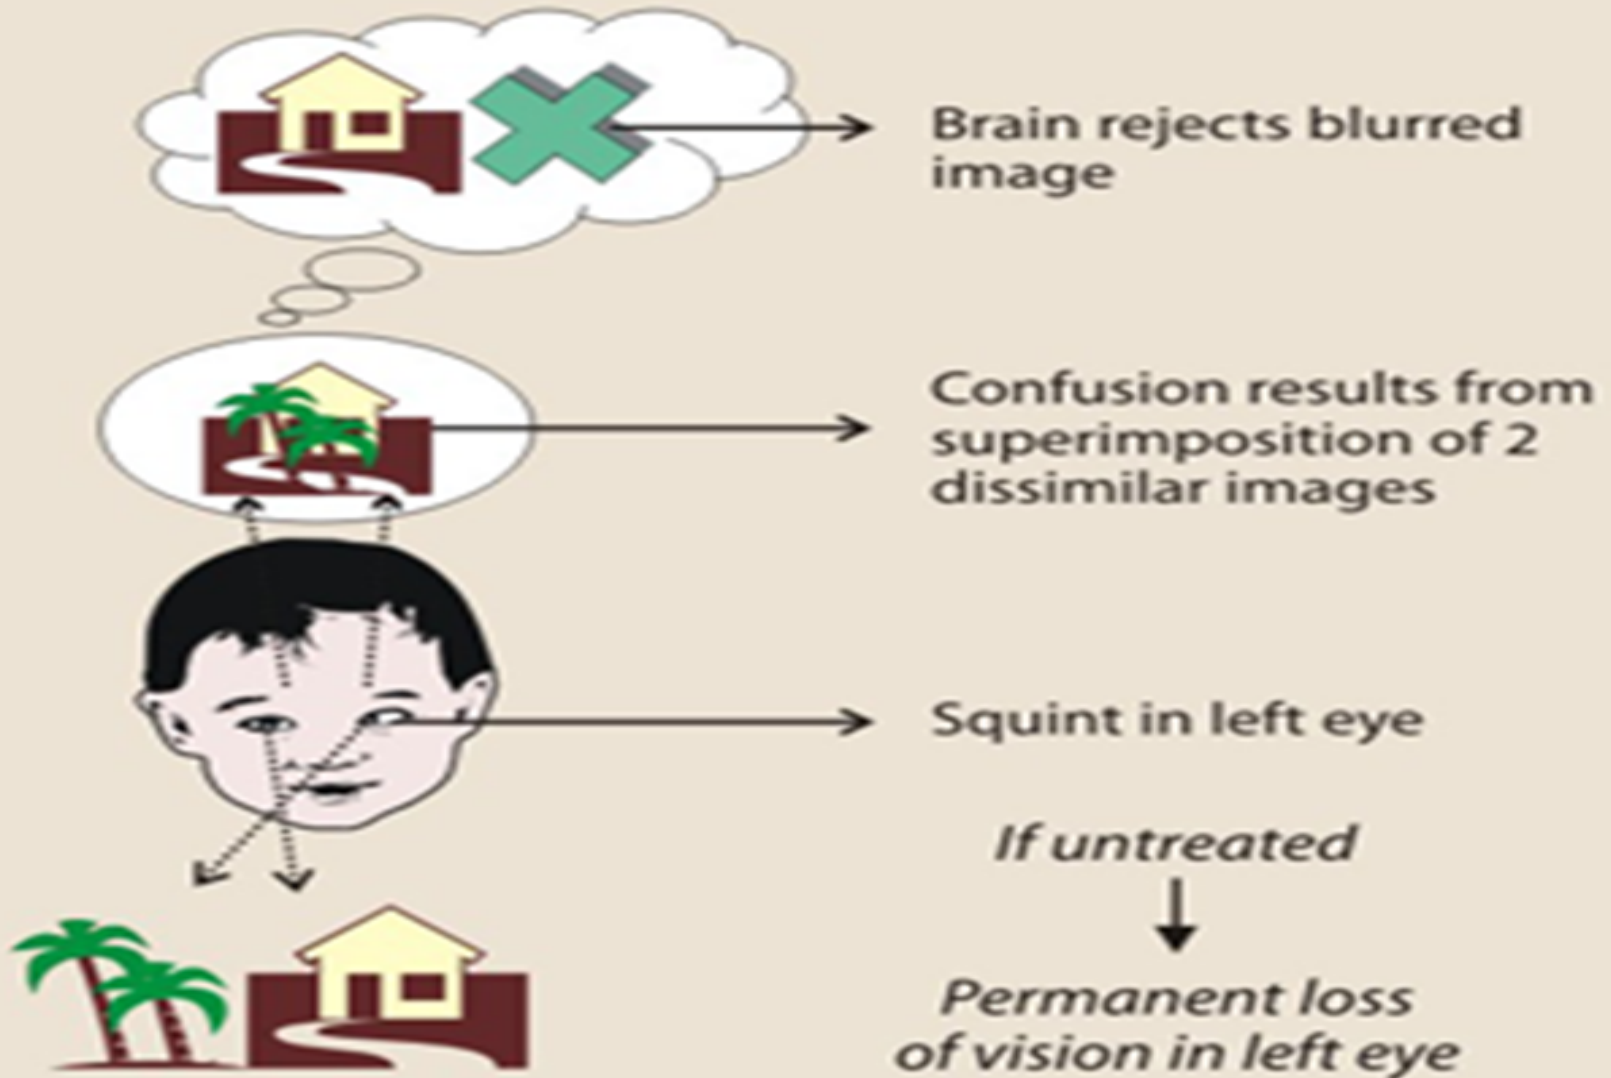 Brain rejects blurred
image
Confusion results from
superimposition of 2
dissimilar images
Squint in left eye
If untreated
Permanent loss
of vision in left eye